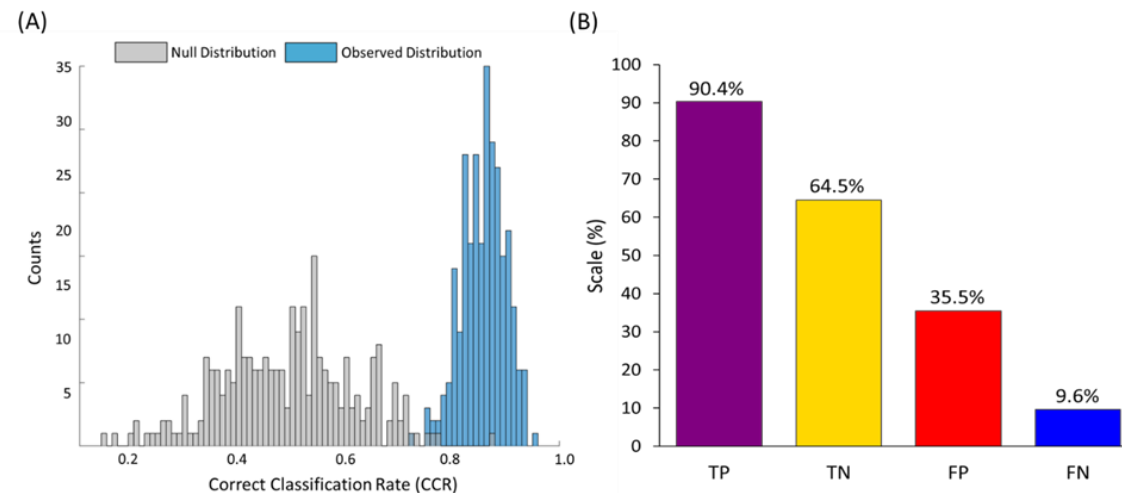 (A)
Null Distribution Observed Distribution
35
30
25
20
15
10
5
Counts
0.2 0.4 0.6 0.8 1.0
Correct Classification Rate (CCR)
(B)
100
90
80
70
60
50
40
30
20
10
0
Scale (%)
90.4%
64.5%
35.5%
9.6%
TP TN FP FN